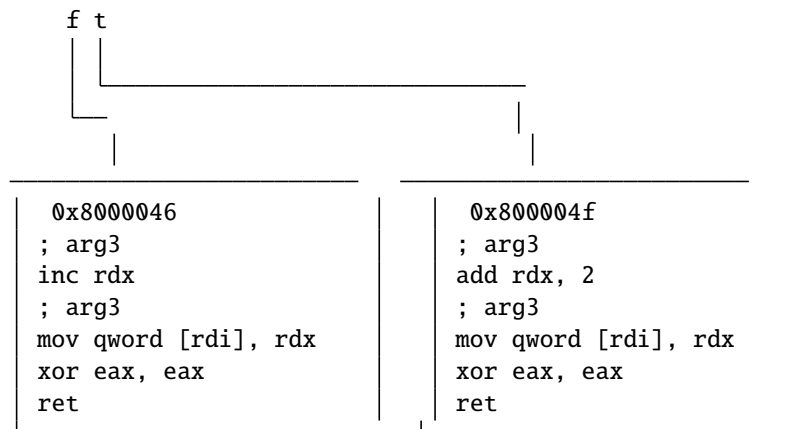 f t
0x8000046
; arg3
inc rdx
; arg3
mov qword [rdi], rdx
xor eax, eax
ret
0x800004f
; arg3
add rdx, 2
; arg3
mov qword [rdi], rdx
xor eax, eax
ret